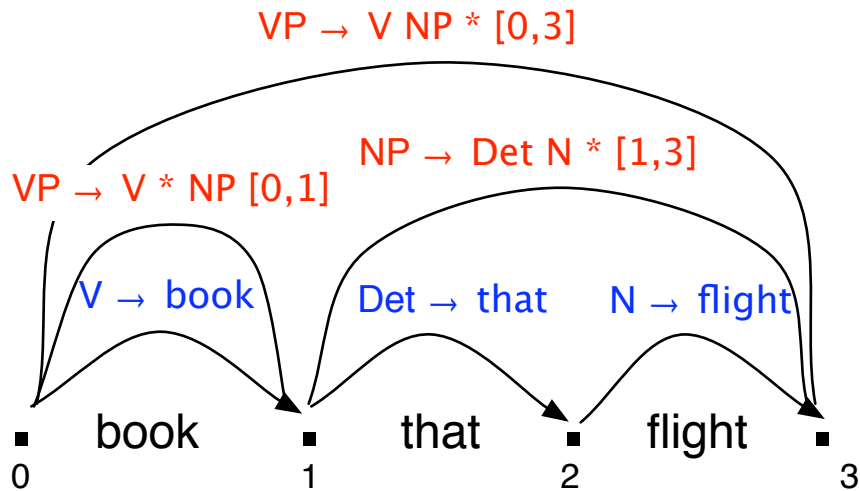 VP → V NP * [0,3]
NP → Det N * [1,3]
VP → V * NP [0,1]
V → book
Det → that
N → flight
book
that
flight
0
1
2
3